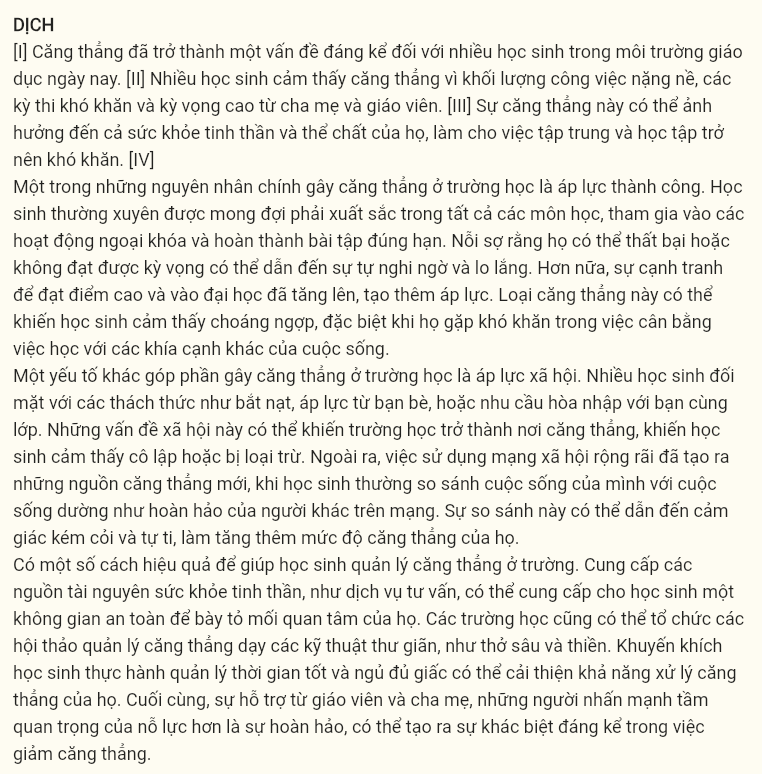 DỊCH
[I] Căng thẳng đã trở thành một vấn đề đáng kể đối với nhiều học sinh trong môi trường giáo
dục ngày nay. [II] Nhiều học sinh cảm thấy căng thẳng vì khối lượng công việc nặng nề, các
kỳ thi khó khăn và kỳ vọng cao từ cha mẹ và giáo viên. [III] Sự căng thẳng này có thể ảnh
hưởng đến cả sức khỏe tinh thần và thể chất của họ, làm cho việc tập trung và học tập trở
nên khó khăn. [IV]
Một trong những nguyên nhân chính gây căng thẳng ở trường học là áp lực thành công. Học
sinh thường xuyên được mong đợi phải xuất sắc trong tất cả các môn học, tham gia vào các
hoạt động ngoại khóa và hoàn thành bài tập đúng hạn. Nỗi sợ rằng họ có thể thất bại hoặc
không đạt được kỳ vọng có thể dẫn đến sự tự nghi ngờ và lo lắng. Hơn nữa, sự cạnh tranh
để đạt điểm cao và vào đại học đã tăng lên, tạo thêm áp lực. Loại căng thẳng này có thể
khiến học sinh cảm thấy choáng ngợp, đặc biệt khi họ gặp khó khăn trong việc cân bằng
việc học với các khía cạnh khác của cuộc sống.
Một yếu tố khác góp phần gây căng thẳng ở trường học là áp lực xã hội. Nhiều học sinh đối
mặt với các thách thức như bắt nạt, áp lực từ bạn bè, hoặc nhu cầu hòa nhập với bạn cùng
lớp. Những vấn đề xã hội này có thể khiến trường học trở thành nơi căng thẳng, khiến học
sinh cảm thấy cô lập hoặc bị loại trừ. Ngoài ra, việc sử dụng mạng xã hội rộng rãi đã tạo ra
những nguồn căng thẳng mới, khi học sinh thường so sánh cuộc sống của mình với cuộc
sống dường như hoàn hảo của người khác trên mạng. Sự so sánh này có thể dẫn đến cảm
giác kém cỏi và tự ti, làm tăng thêm mức độ căng thẳng của họ.
Có một số cách hiệu quả để giúp học sinh quản lý căng thẳng ở trường. Cung cấp các
nguồn tài nguyên sức khỏe tinh thần, như dịch vụ tư vấn, có thể cung cấp cho học sinh một
không gian an toàn để bày tỏ mối quan tâm của họ. Các trường học cũng có thể tổ chức các
hội thảo quản lý căng thẳng dạy các kỹ thuật thư giãn, như thở sâu và thiền. Khuyến khích
học sinh thực hành quản lý thời gian tốt và ngủ đủ giấc có thể cải thiện khả năng xử lý căng
thẳng của họ. Cuối cùng, sự hỗ trợ từ giáo viên và cha mẹ, những người nhấn mạnh tầm
quan trọng của nỗ lực hơn là sự hoàn hảo, có thể tạo ra sự khác biệt đáng kể trong việc
giảm căng thẳng.